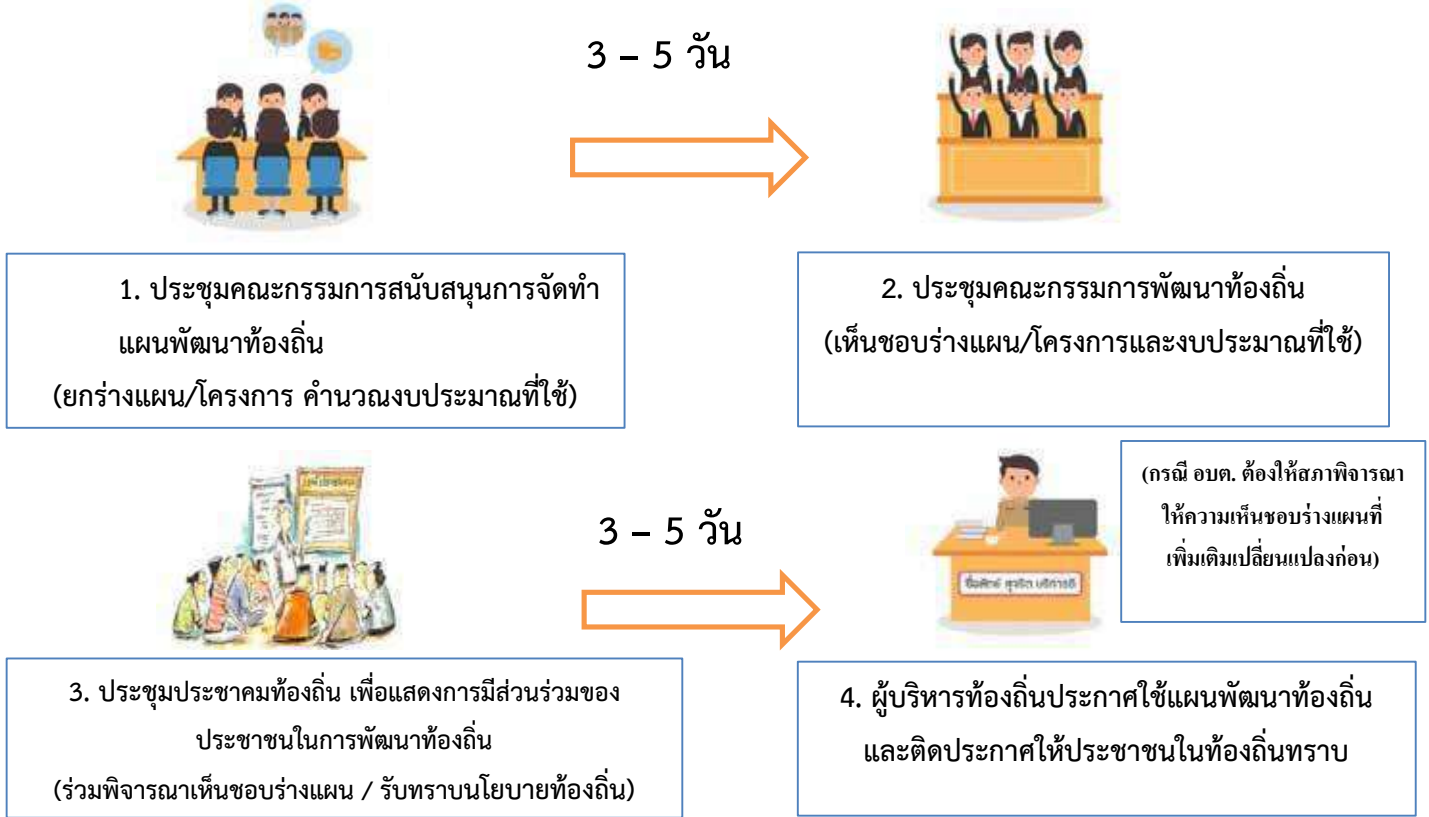 3 – 5 วัน
1. ประชุมคณะกรรมการสนับสนุนการจัดทำ
แผนพัฒนาท้องถิ่น
(ยกร่างแผน/โครงการ คำนวณงบประมาณที่ใช้)
2. ประชุมคณะกรรมการพัฒนาท้องถิ่น
(เห็นชอบร่างแผน/โครงการและงบประมาณที่ใช้)
3 – 5 วัน
(กรณี อบต. ต้องให้สภาพิจารณา
ให้ความเห็นชอบร่างแผนที่
เพิ่มเติมเปลี่ยนแปลงก่อน)
ซื่อสัตย์ สุจริต บริการดี
3. ประชุมประชาคมท้องถิ่น เพื่อแสดงการมีส่วนร่วมของ
ประชาชนในการพัฒนาท้องถิ่น
(ร่วมพิจารณาเห็นชอบร่างแผน / รับทราบนโยบายท้องถิ่น)
4. ผู้บริหารท้องถิ่นประกาศใช้แผนพัฒนาท้องถิ่น
และติดประกาศให้ประชาชนในท้องถิ่นทราบ